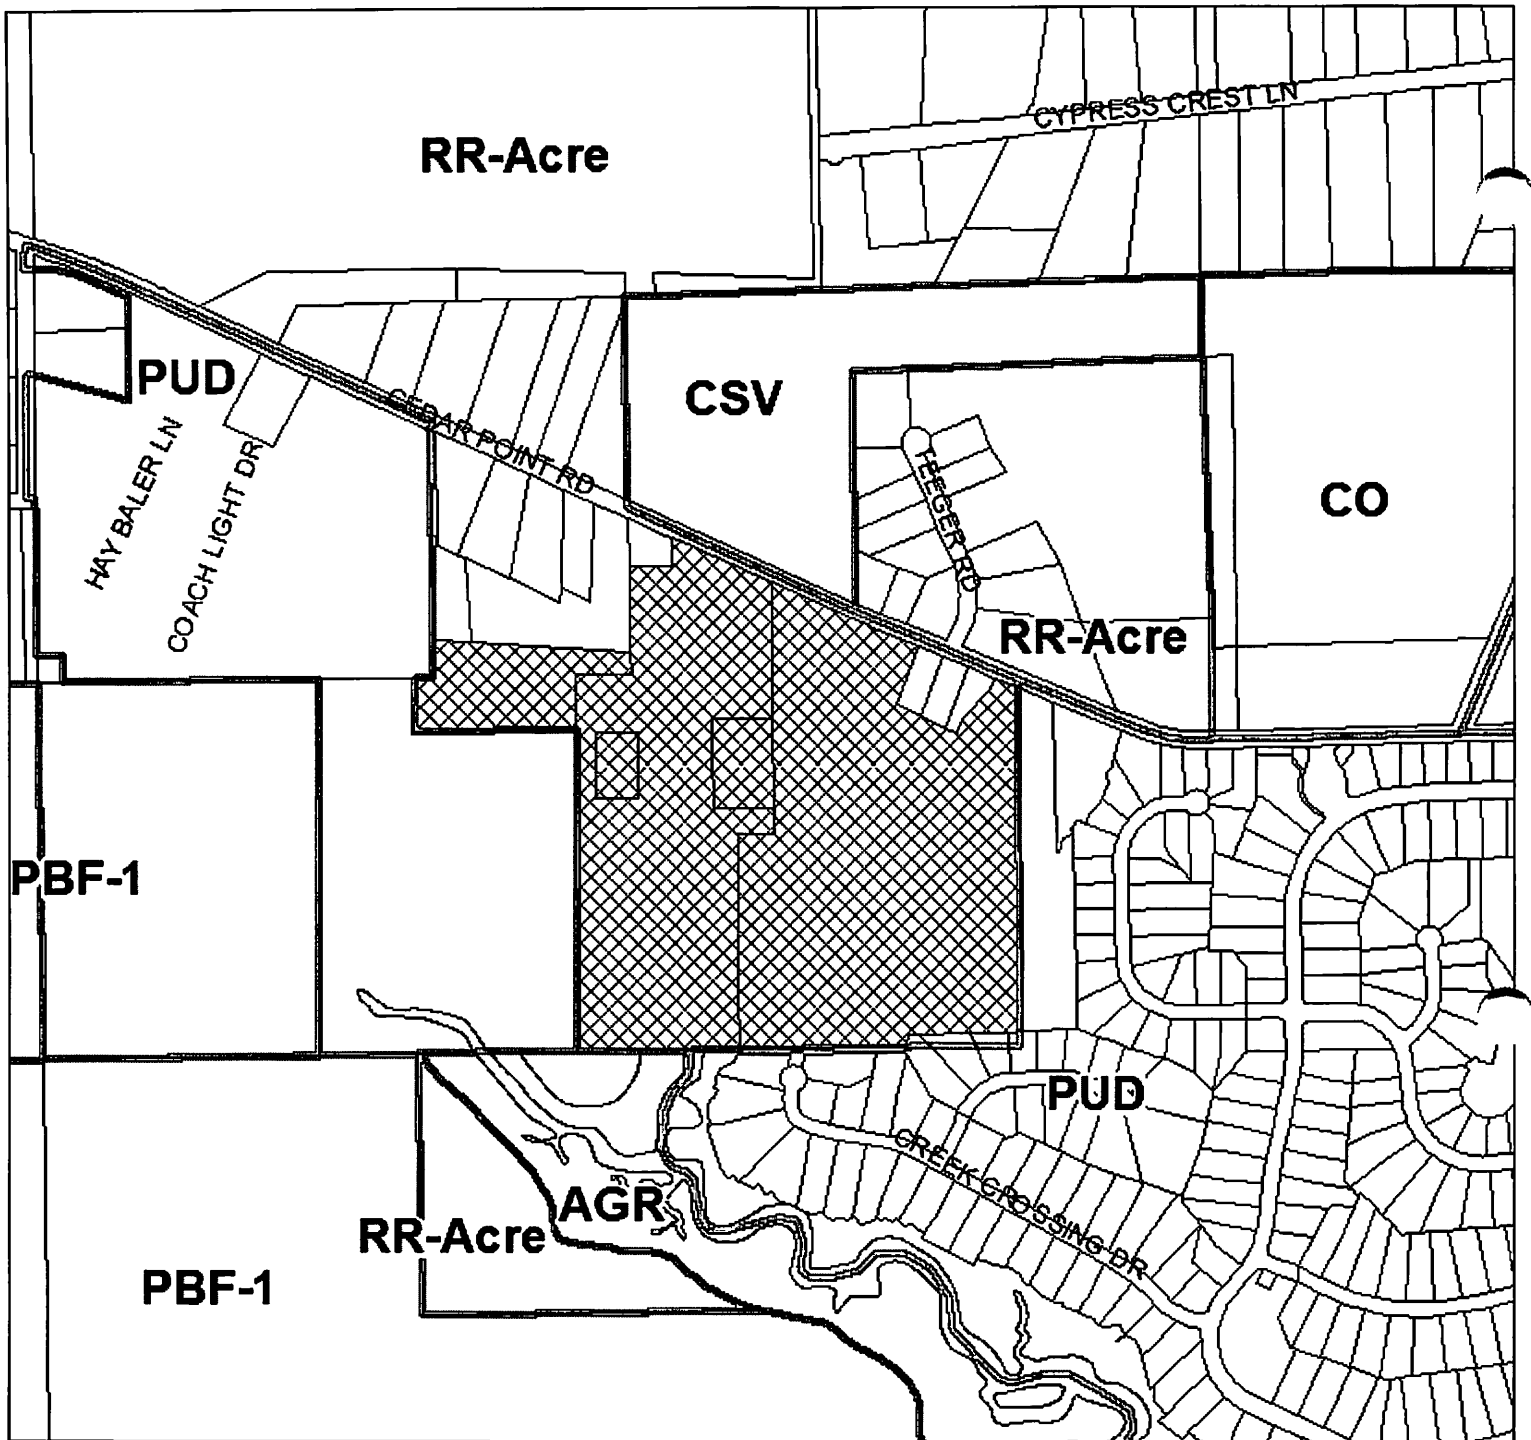 CYPRESS CREST LN
RR-Acre
PUD
CEDAR POINT RD
CSV
HAY BALER LN
COACH LIGHT DR
TEEGER RD
CO
RR-Acre
PBF-1
PUD
CREEK CROSSING DR
AGR
RR-Acre
PBF-1